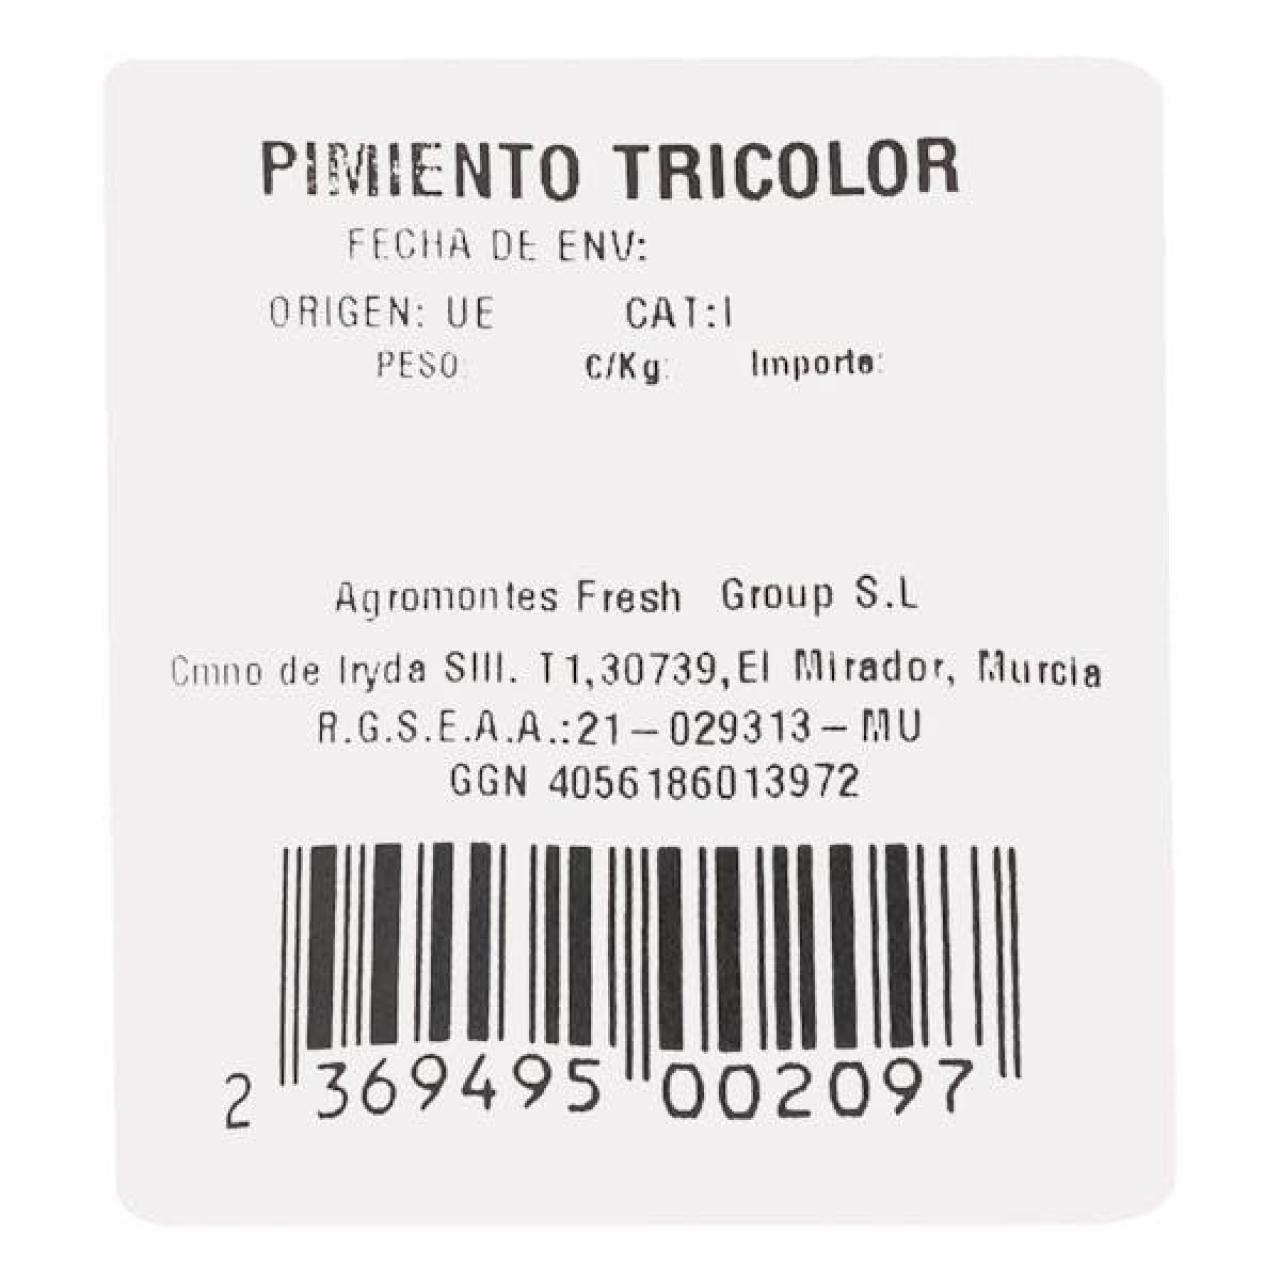 PIMIENTO TRICOLOR
FECHA DE ENV:
ORIGEN: UE CAT:I
PESO: C/Kg: Importe:
Agromontes Fresh Group S.L
Cmno de Iryda SIII. T1,30739,El Mirador, Murcia
R.G.S.E.A.A.:21-029313-MU
GGN 4056186013972
2 369495 002097